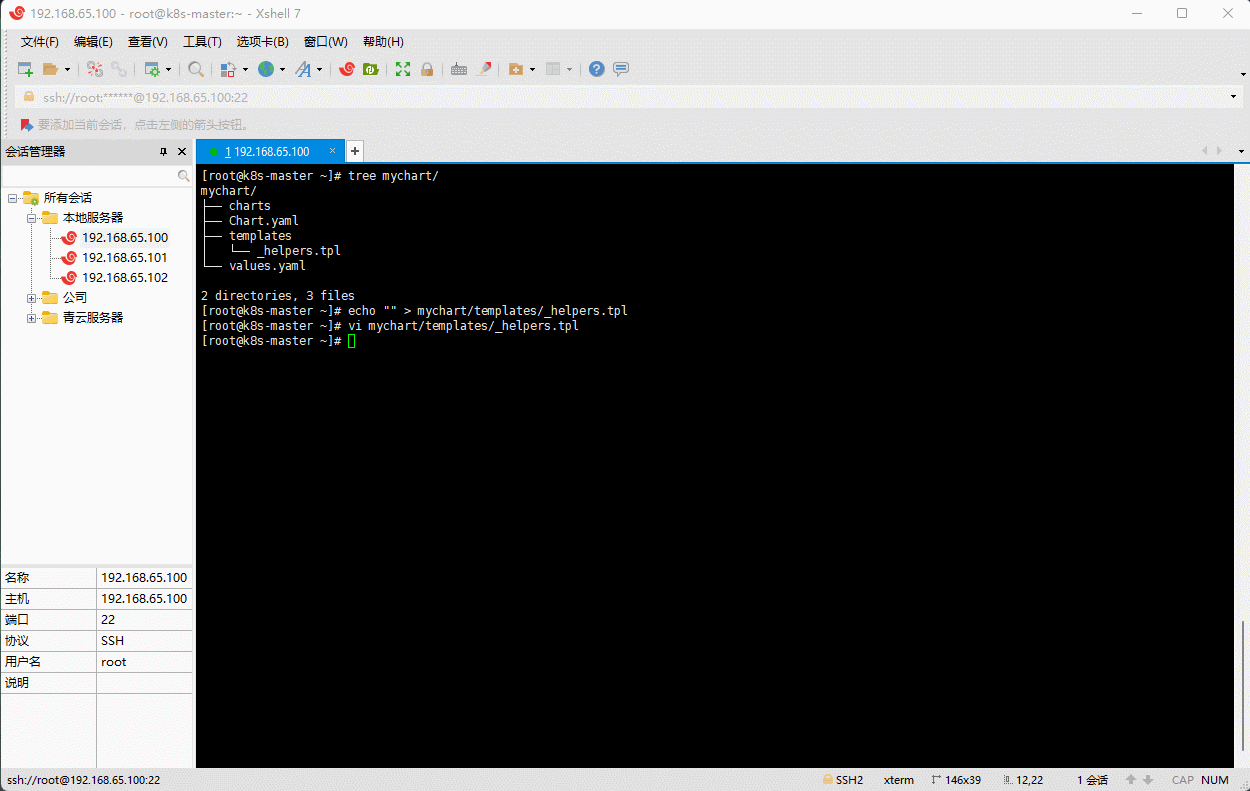 192.168.65.100 - root@k8s-master:~ - Xshell 7
文件(F) 编辑(E) 查看(V) 工具(T) 选项卡(B) 窗口(W) 帮助(H)
ssh://root:******@192.168.65.100:22
要添加当前会话，点击左侧的箭头按钮。
会话管理器
1 192.168.65.100
所有会话
本地服务器
192.168.65.100
192.168.65.101
192.168.65.102
公司
青云服务器
名称 192.168.65.100
主机 192.168.65.100
端口 22
协议 SSH
用户名 root
说明
[root@k8s-master ~]# tree mychart/
mychart/
├── charts
├── Chart.yaml
├── templates
│   └── _helpers.tpl
└── values.yaml
2 directories, 3 files
[root@k8s-master ~]# echo "" > mychart/templates/_helpers.tpl
[root@k8s-master ~]# vi mychart/templates/_helpers.tpl
[root@k8s-master ~]#
ssh://root@192.168.65.100:22 SSH2 xterm 146x39 12,22 1 会话 CAP NUM